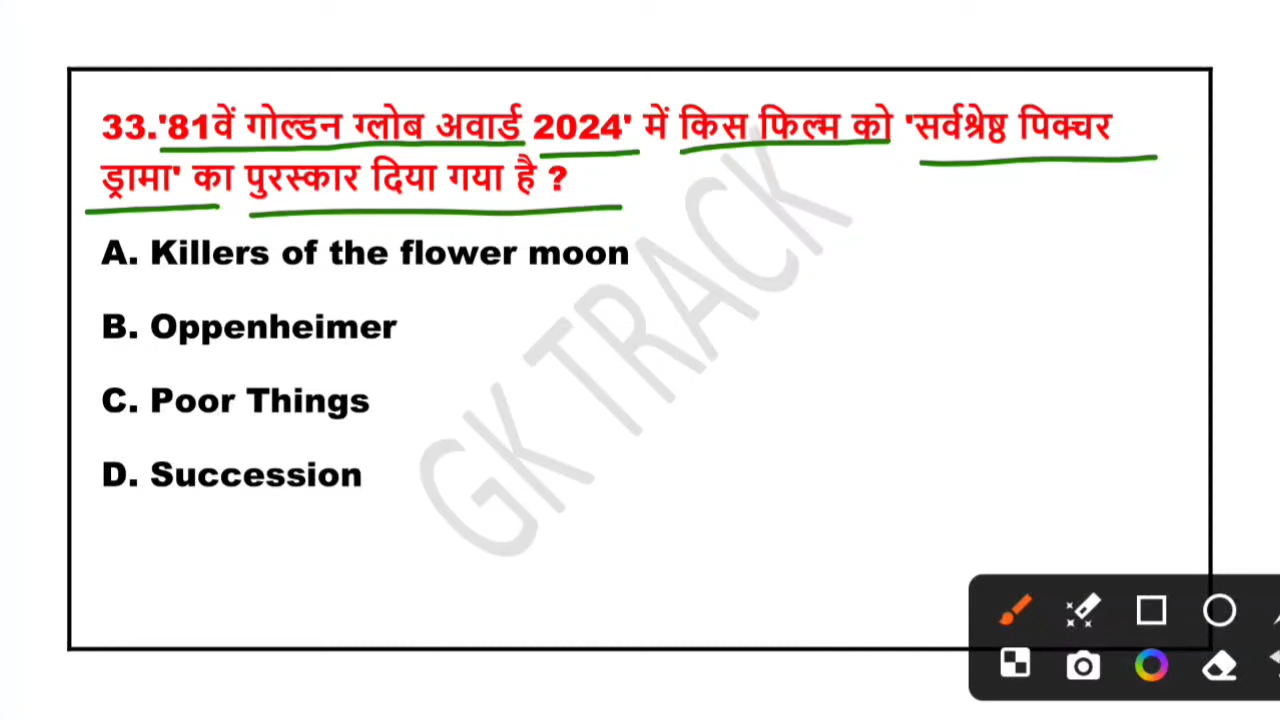 33.'81वें गोल्डन ग्लोब अवार्ड 2024' में किस फिल्म को 'सर्वश्रेष्ठ पिक्चर
ड्रामा' का पुरस्कार दिया गया है ?
A. Killers of the flower moon
B. Oppenheimer
C. Poor Things
D. Succession
GK TRACK